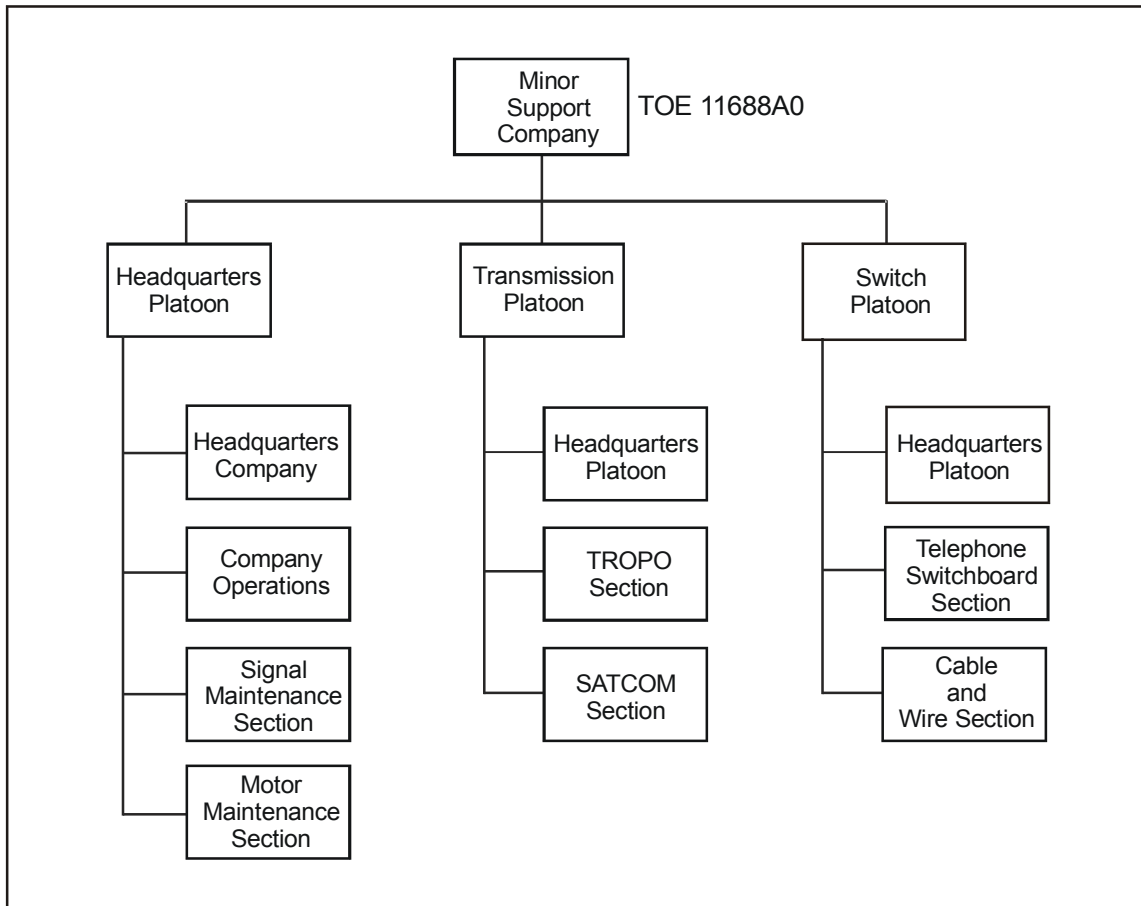 Minor
Support
Company
TOE 11688A0
Headquarters
Platoon
Transmission
Platoon
Switch
Platoon
Headquarters
Company
Company
Operations
Signal
Maintenance
Section
Motor
Maintenance
Section
Headquarters
Platoon
TROPO
Section
SATCOM
Section
Headquarters
Platoon
Telephone
Switchboard
Section
Cable
and
Wire Section